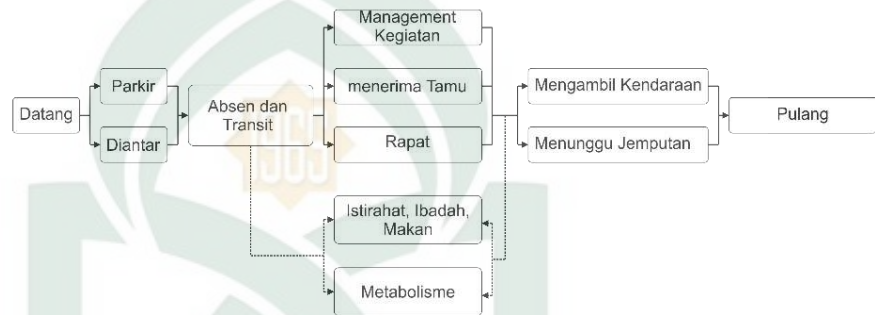 Datang
Parkir
Diantar
Absen dan
Transit
Management
Kegiatan
menerima Tamu
Rapat
Istirahat, Ibadah,
Makan
Metabolisme
Mengambil Kendaraan
Menunggu Jemputan
Pulang
1965